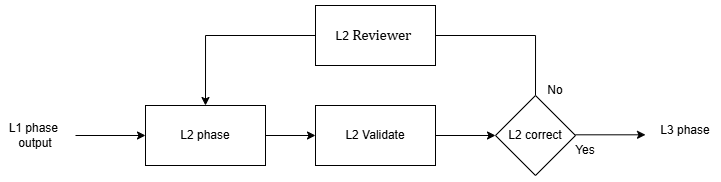 L2 Reviewer
No
L1 phase
output
L2 phase
L2 Validate
L2 correct
Yes
L3 phase